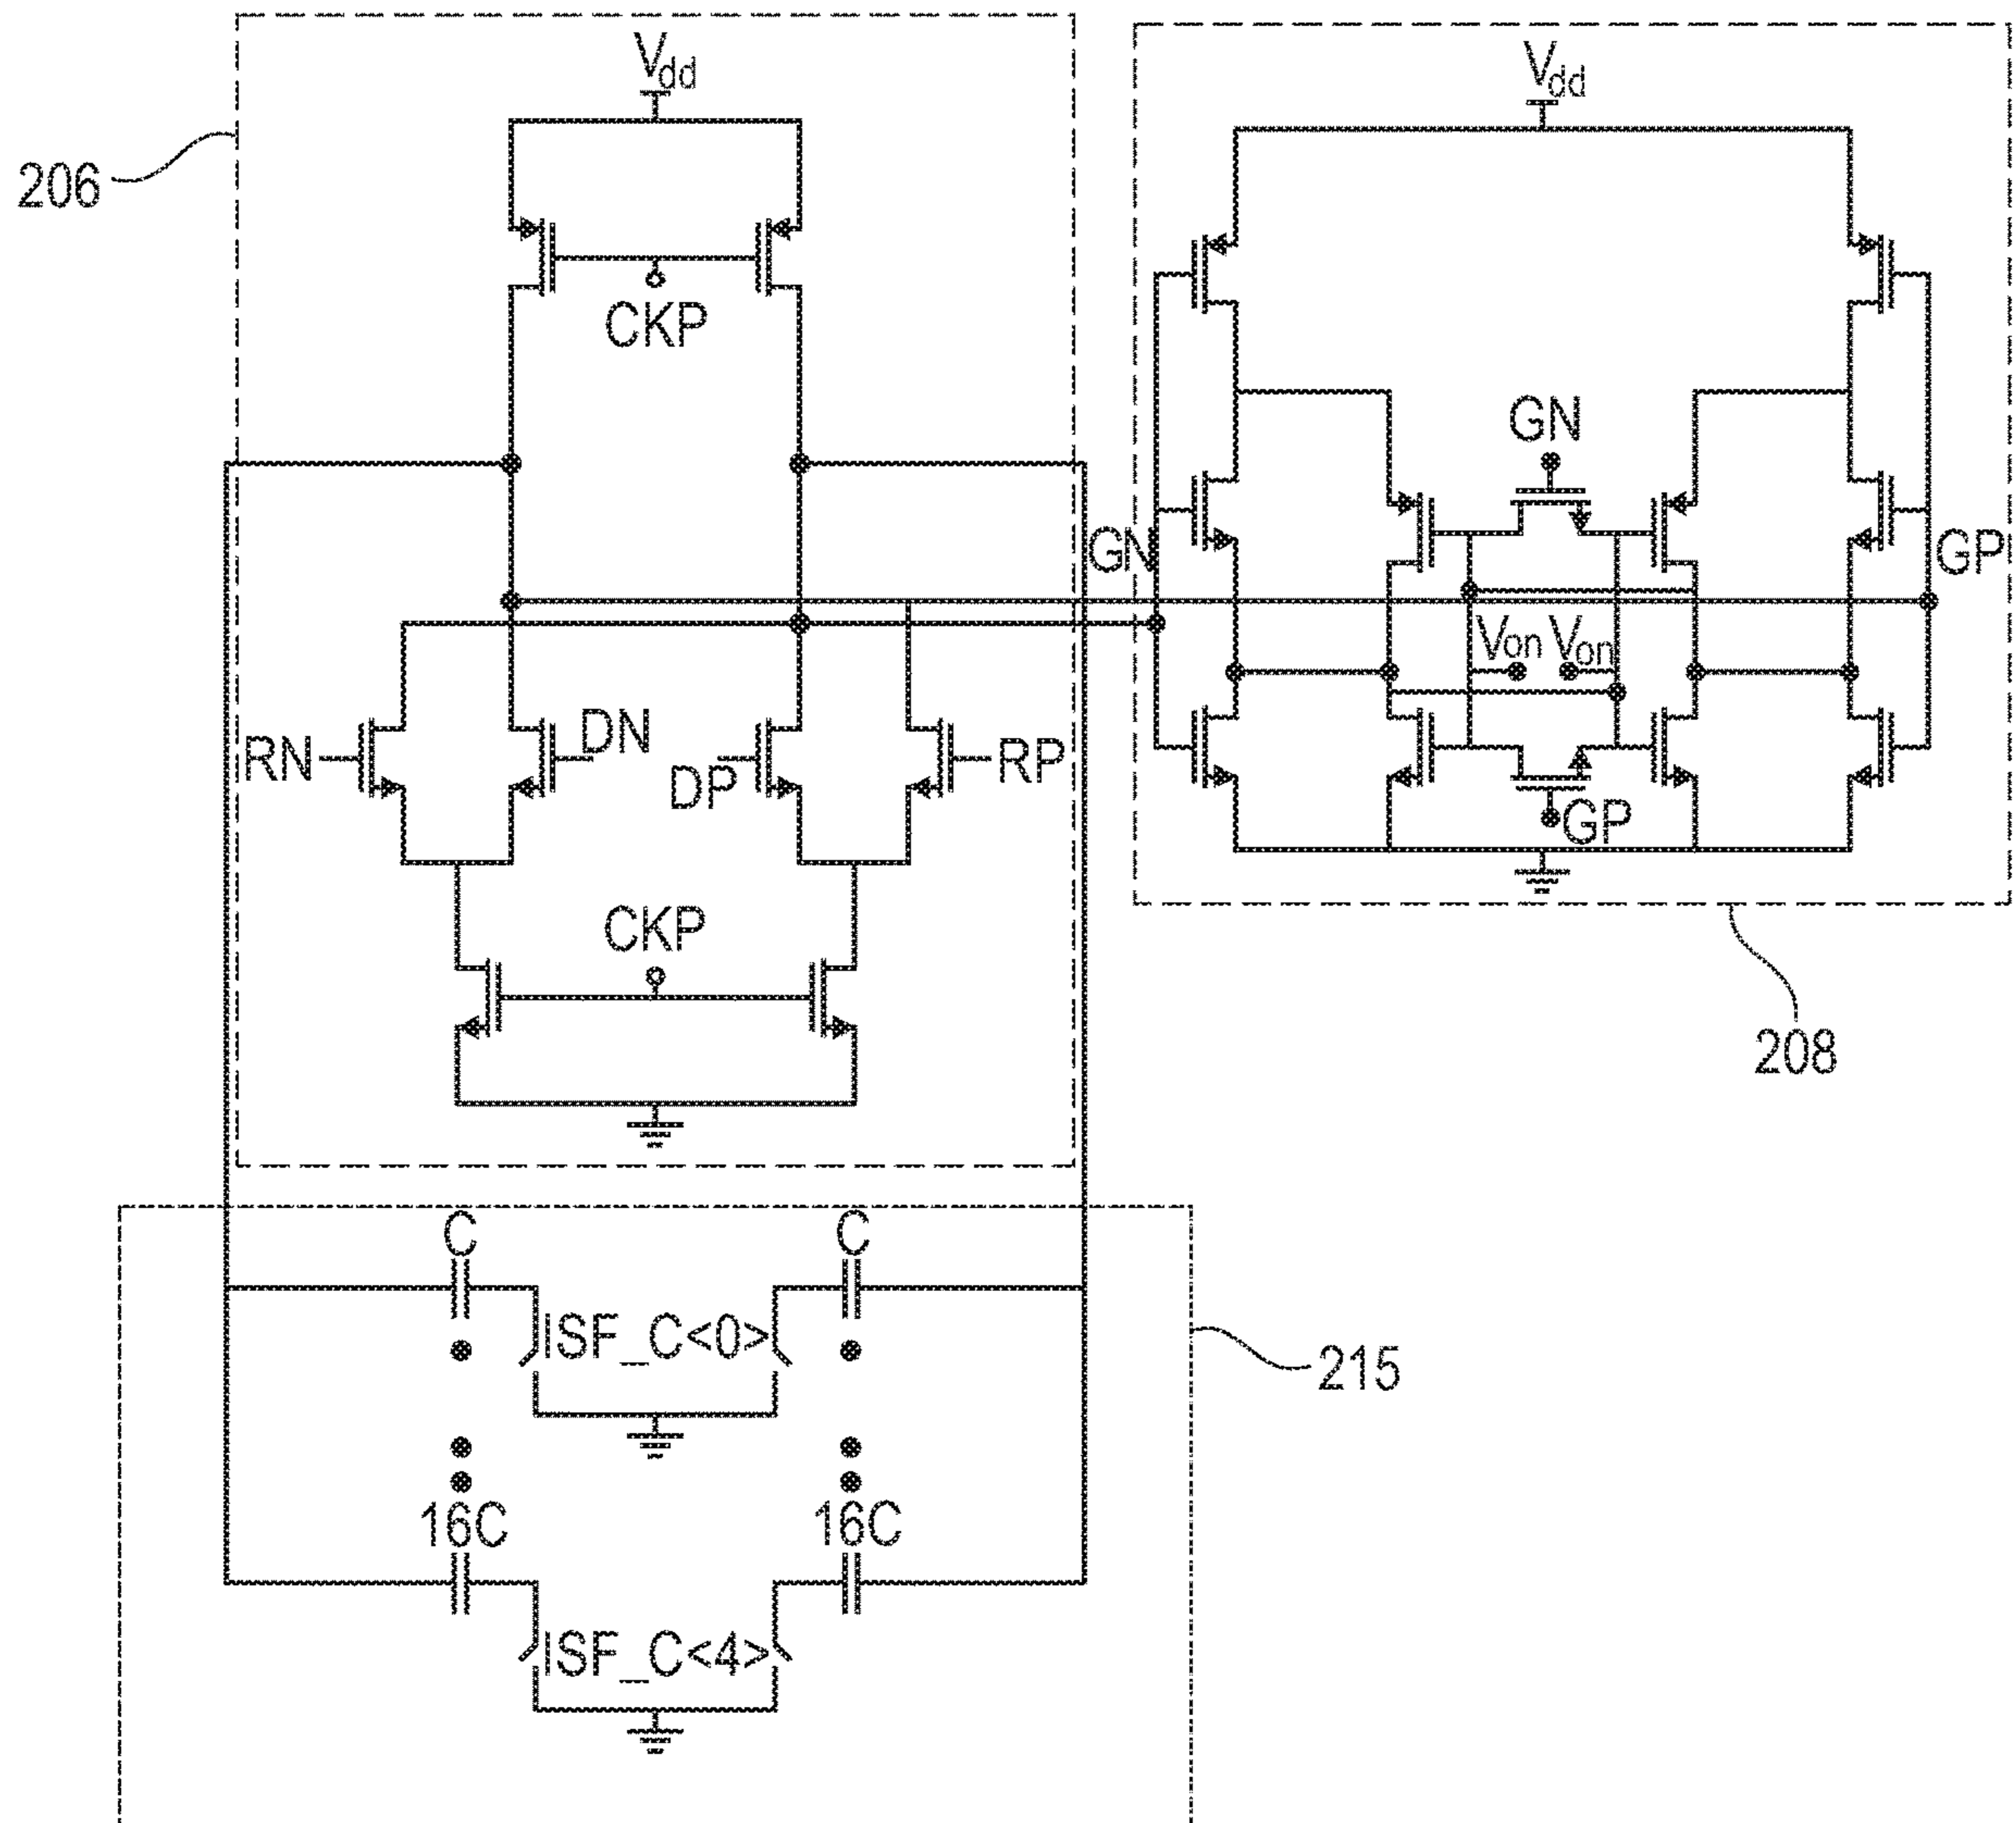 206
Vdd
CKP
RN
DN
DP
RP
CKP
Vdd
GN
GN
GP
Von Von
GP
208
C
C
ISF_C<0>
215
16C
16C
ISF_C<4>